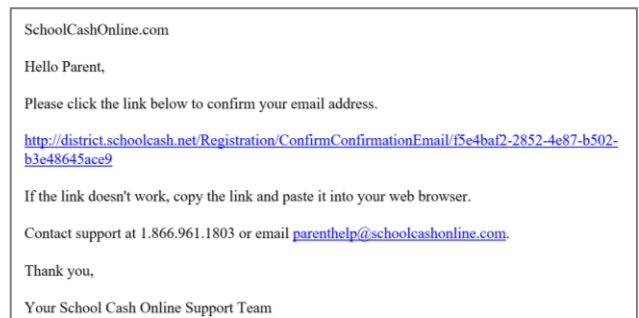 SchoolCashOnline.com
Hello Parent,
Please click the link below to confirm your email address.
http://district.schoolcash.net/Registration/ConfirmConfirmationEmail/f5e4baf2-2852-4e87-b502-
b3e48645ace9
If the link doesn't work, copy the link and paste it into your web browser.
Contact support at 1.866.961.1803 or email parenthelp@schoolcashonline.com.
Thank you,
Your School Cash Online Support Team